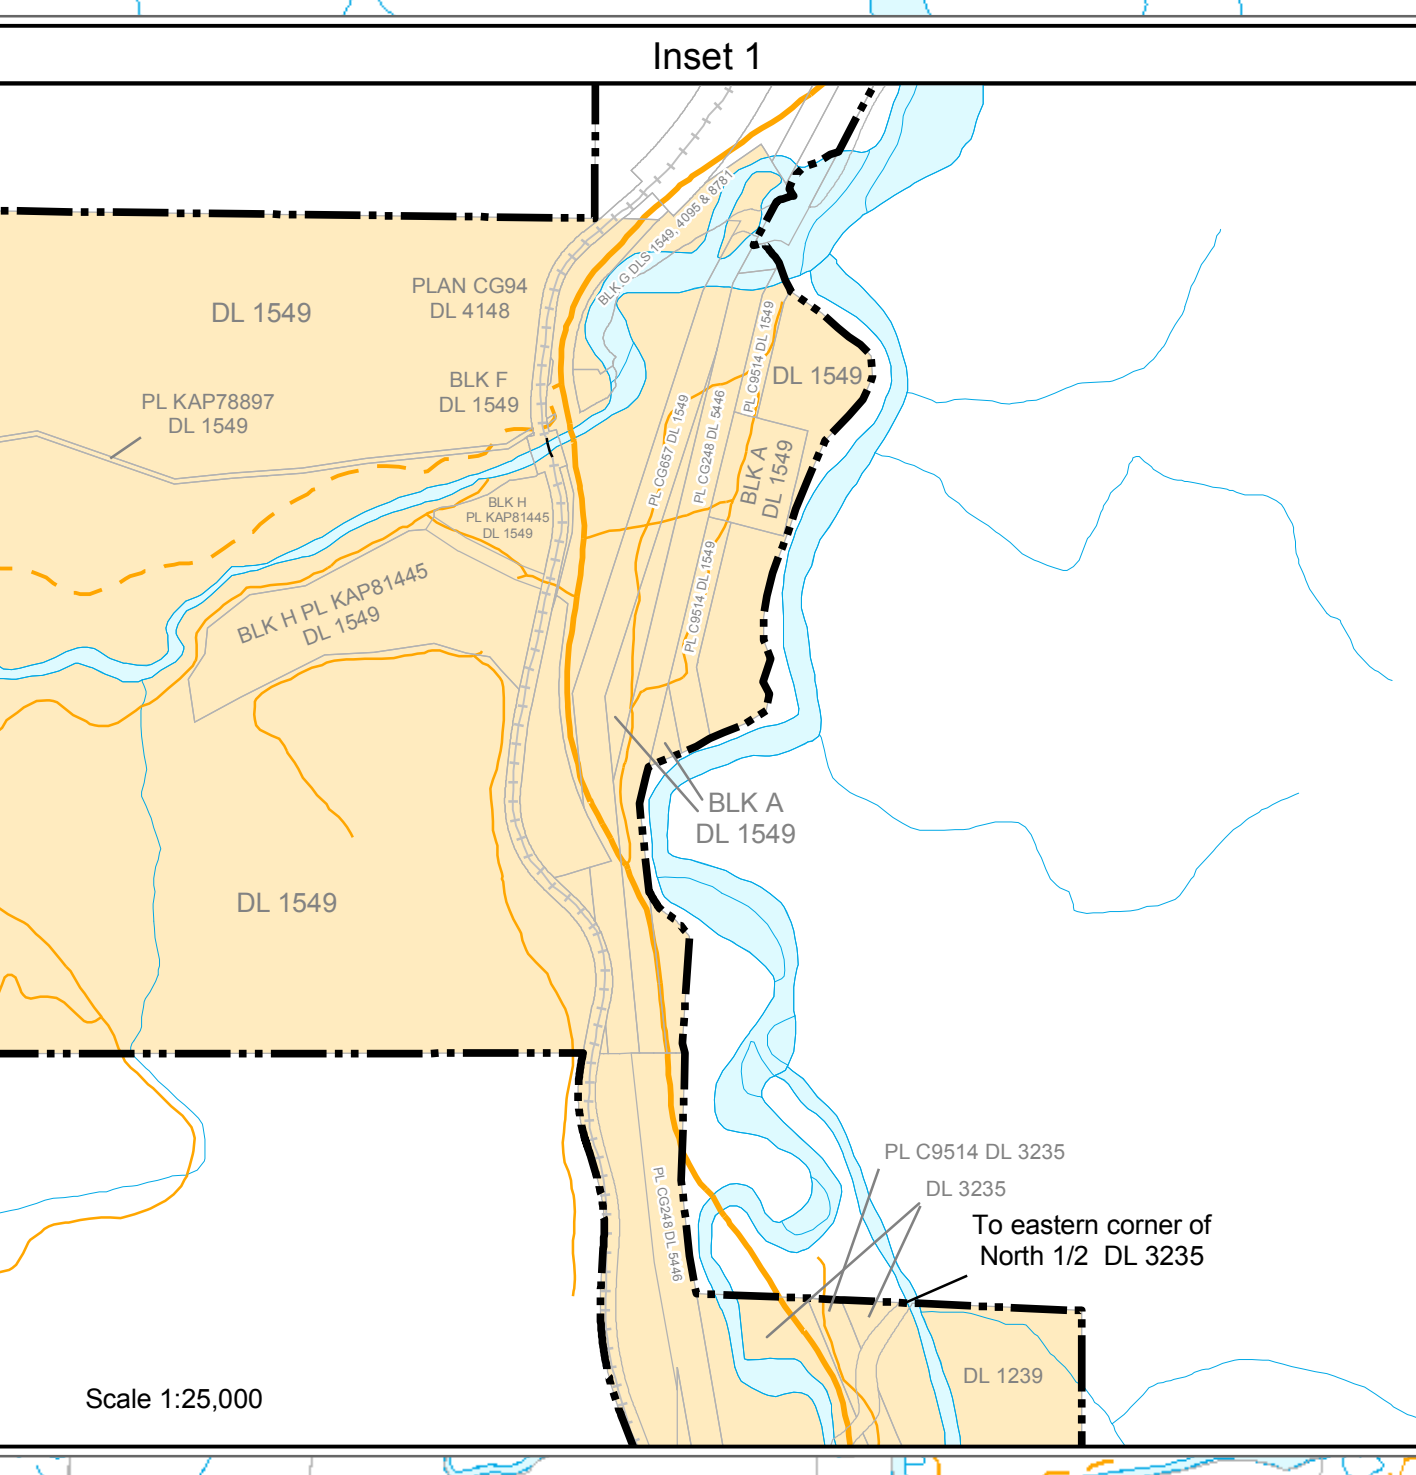 Inset 1
BLK G DLS 1549, 4095 & 8781
PLAN CG94
DL 4148
DL 1549
PL C9514 DL 1549
DL 1549
BLK F
DL 1549
PL KAP78897
DL 1549
PL CG657 DL 1549
PL CG248 DL 5446
BLK A
DL 1549
BLK H
PL KAP81445
DL 1549
PL C9514 DL 1549
BLK H PL KAP81445
DL 1549
BLK A
DL 1549
DL 1549
PL C9514 DL 3235
DL 3235
PL CG248 DL 5446
To eastern corner of
North 1/2 DL 3235
DL 1239
Scale 1:25,000